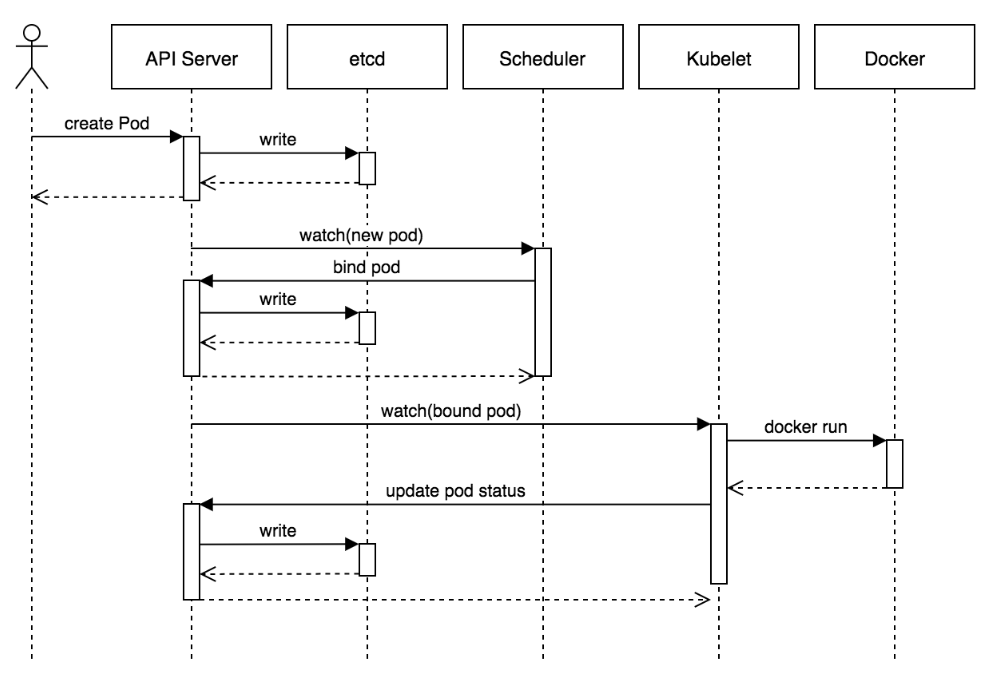 API Server
etcd
Scheduler
Kubelet
Docker
create Pod
write
watch(new pod)
bind pod
write
watch(bound pod)
docker run
update pod status
write